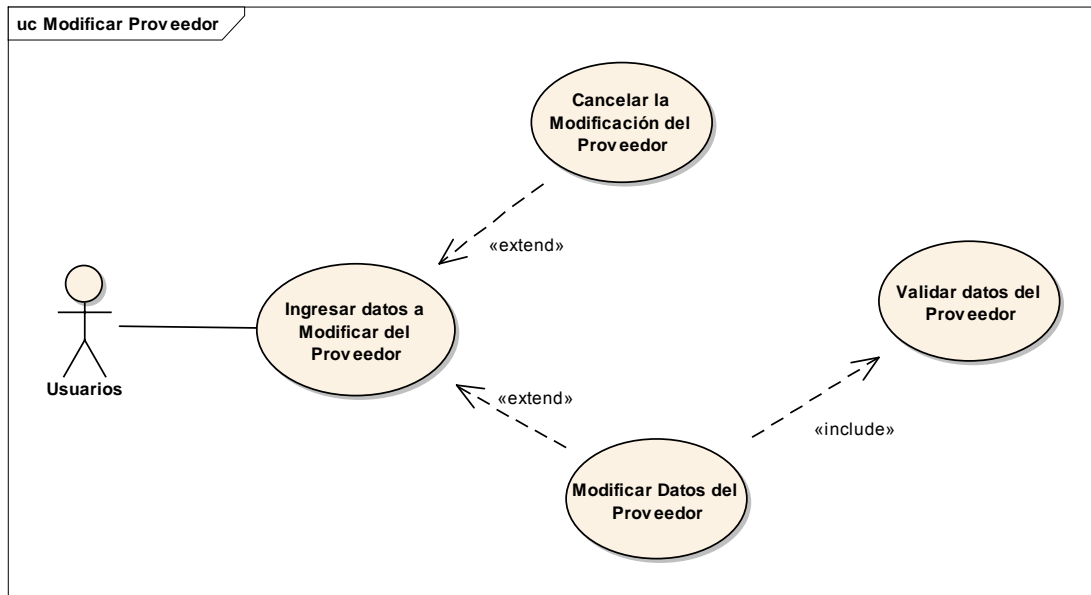 uc Modificar Proveedor
Cancelar la
Modificación del
Proveedor
«extend»
Ingresar datos a
Modificar del
Proveedor
Validar datos del
Proveedor
Usuarios
«extend»
«include»
Modificar Datos del
Proveedor